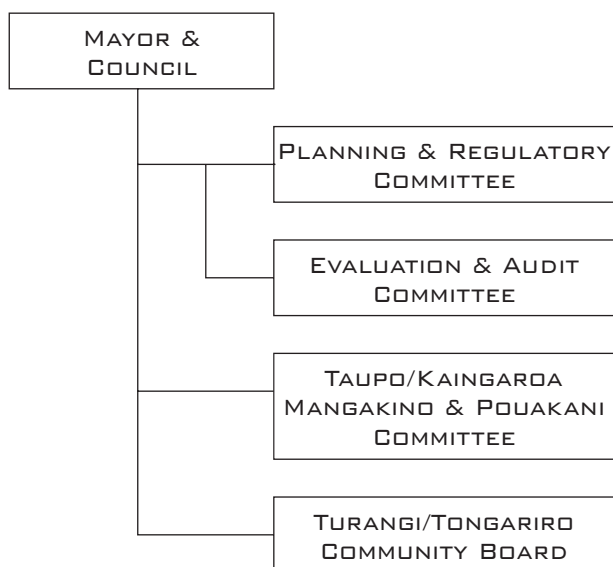 Mayor &
Council
Planning & Regulatory
Committee
Evaluation & Audit
Committee
Taupo/Kaingaroa
Mangakino & Pouakani
Committee
Turangi/Tongariro
Community Board